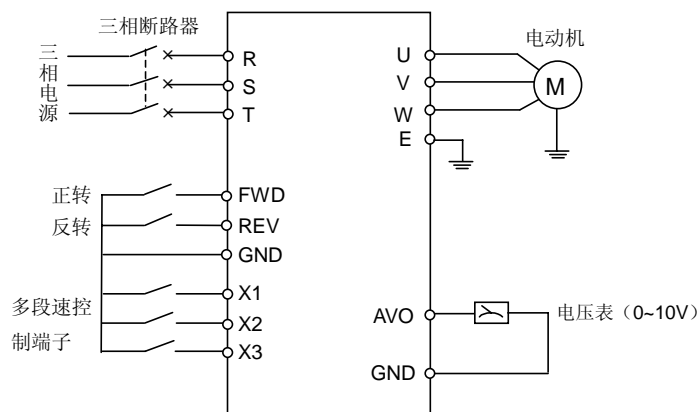 三相断路器
三相电源
R
S
T
U
V
W
E
电动机
M
正转
反转
FWD
REV
GND
多段速控
制端子
X1
X2
X3
AVO
GND
电压表（0~10V）